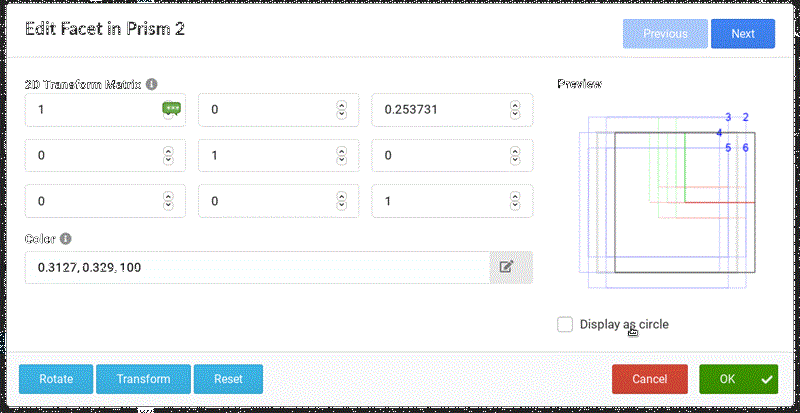 Edit Facet in Prism 2
Previous
Next
2D Transform Matrix
Preview
1
0
0.253731
0
1
0
0
0
1
3 2
4
5 6
Color
0.3127, 0.329, 100
Display as circle
Rotate
Transform
Reset
Cancel
OK